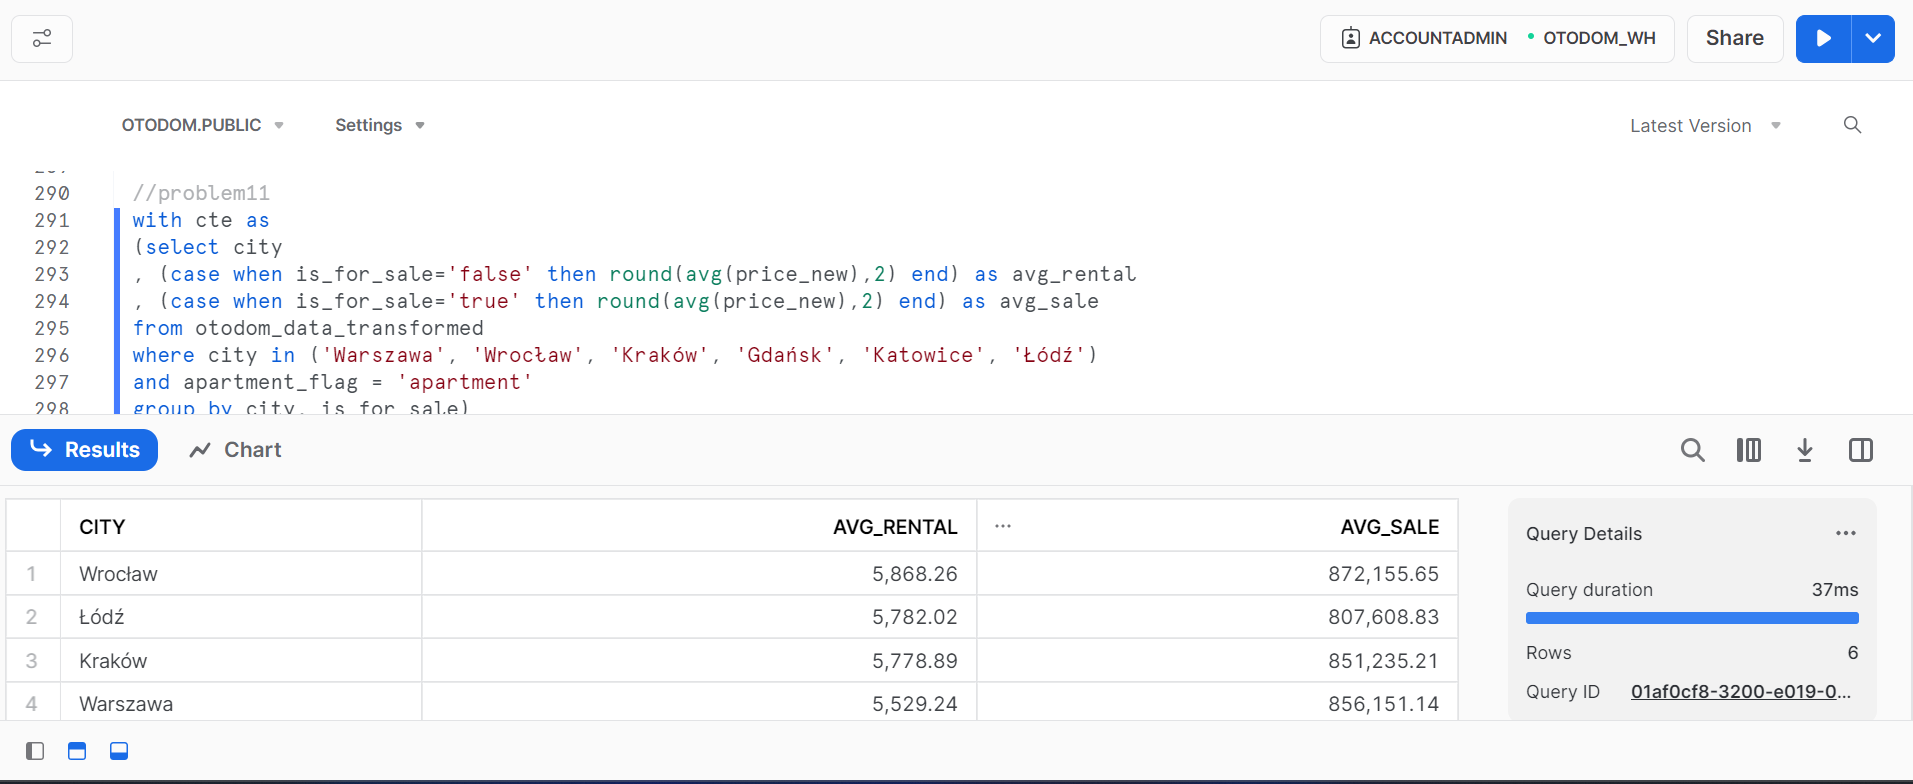 ACCOUNTADMIN OTODOM_WH Share
OTODOM.PUBLIC Settings Latest Version
290 //problem11
291 with cte as
292 (select city
293 , (case when is_for_sale='false' then round(avg(price_new),2) end) as avg_rental
294 , (case when is_for_sale='true' then round(avg(price_new),2) end) as avg_sale
295 from otodom_data_transformed
296 where city in ('Warszawa', 'Wrocław', 'Kraków', 'Gdańsk', 'Katowice', 'Łódź')
297 and apartment_flag = 'apartment'
298 group by city, is_for_sale)
Results Chart
CITY AVG_RENTAL ... AVG_SALE
1 Wrocław 5,868.26 872,155.65
2 Łódź 5,782.02 807,608.83
3 Kraków 5,778.89 851,235.21
4 Warszawa 5,529.24 856,151.14
Query Details ...
Query duration 37ms
Rows 6
Query ID 01af0cf8-3200-e019-0...